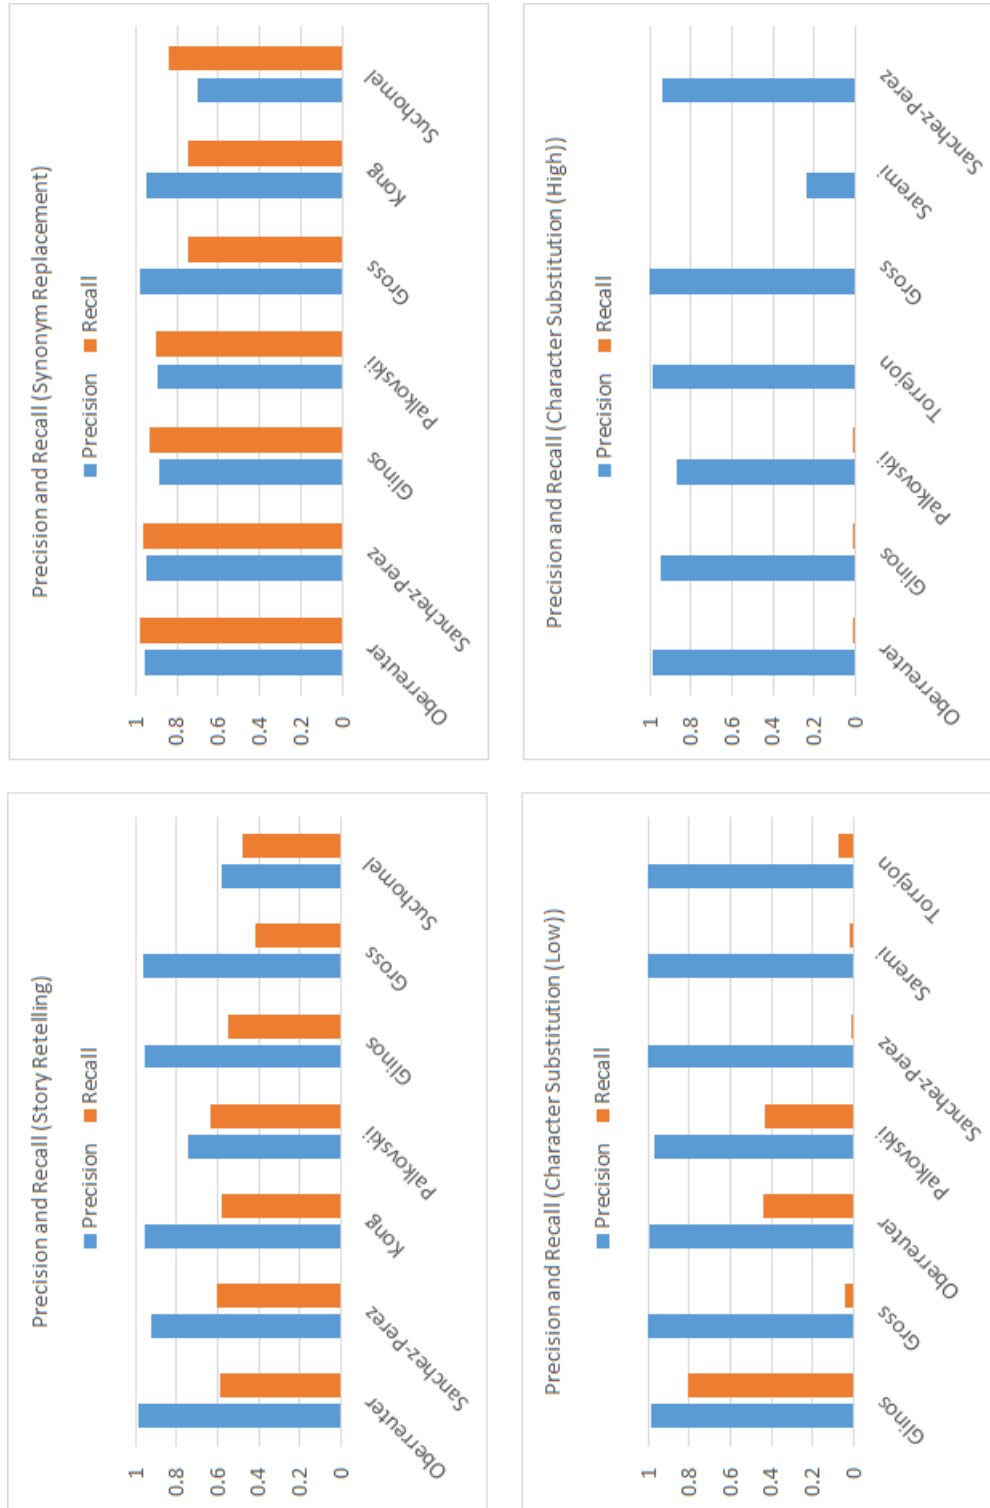 Precision and Recall (Story Retelling)
Precision Recall
1
0.8
0.6
0.4
0.2
0
Oberreuter
Sanchez-Perez
Kong
Palkovskii
Glinos
Gross
Suchomel
Precision and Recall (Synonym Replacement)
Precision Recall
1
0.8
0.6
0.4
0.2
0
Oberreuter
Sanchez-Perez
Glinos
Palkovskii
Gross
Kong
Suchomel
Precision and Recall (Character Substitution (Low))
Precision Recall
1
0.8
0.6
0.4
0.2
0
Glinos
Gross
Oberreuter
Palkovskii
Sanchez-Perez
Saremi
Torrejon
Precision and Recall (Character Substitution (High))
Precision Recall
1
0.8
0.6
0.4
0.2
0
Oberreuter
Glinos
Palkovskii
Torrejon
Gross
Saremi
Sanchez-Perez